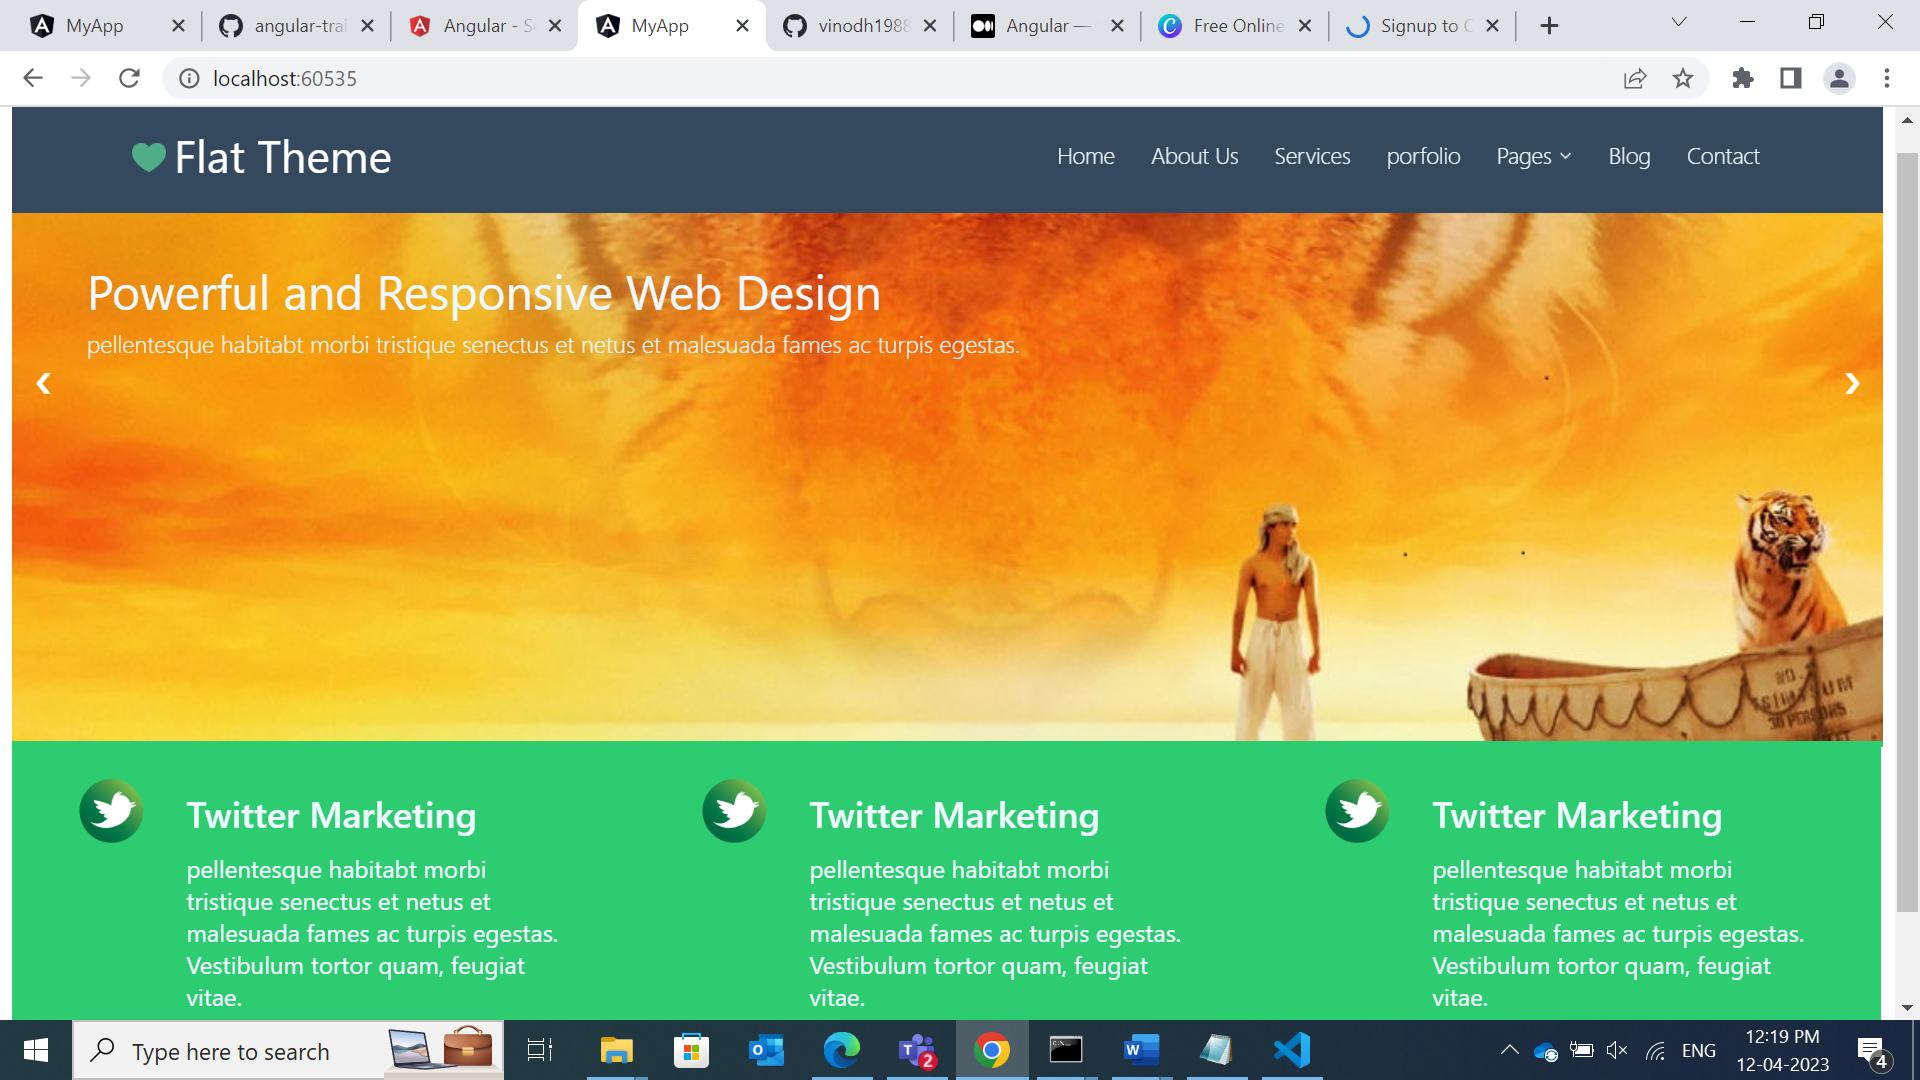 MyApp
angular-trai
Angular - S
MyApp
vinodh1988
Angular —
Free Online
Signup to C
localhost:60535
Flat Theme
Home
About Us
Services
porfolio
Pages
Blog
Contact
Powerful and Responsive Web Design
pellentesque habitabt morbi tristique senectus et netus et malesuada fames ac turpis egestas.
Twitter Marketing
pellentesque habitabt morbi
tristique senectus et netus et
malesuada fames ac turpis egestas.
Vestibulum tortor quam, feugiat
vitae.
Twitter Marketing
pellentesque habitabt morbi
tristique senectus et netus et
malesuada fames ac turpis egestas.
Vestibulum tortor quam, feugiat
vitae.
Twitter Marketing
pellentesque habitabt morbi
tristique senectus et netus et
malesuada fames ac turpis egestas.
Vestibulum tortor quam, feugiat
vitae.
Type here to search
2
ENG
12:19 PM
12-04-2023
4